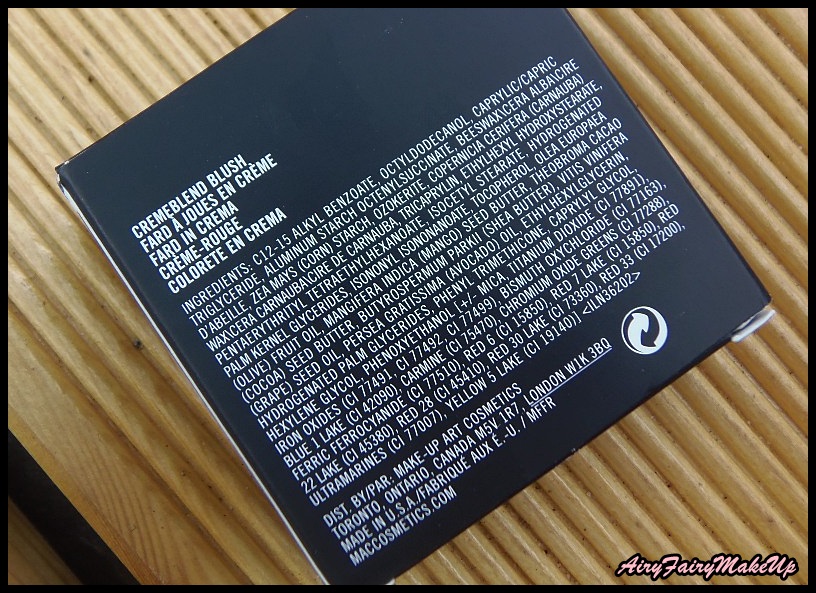 CREMEBLEND BLUSH
FARD À JOUES EN CRÈME
FARD IN CREMA
CRÈME-ROUGE
COLORETE EN CREMA
INGREDIENTS: C12-15 ALKYL BENZOATE, OCTYLDODECANOL, CAPRYLIC/CAPRIC
TRIGLYCERIDE, ALUMINUM STARCH OCTENYLSUCCINATE, BEESWAX\CERA ALBA\CIRE
D'ABEILLE, ZEA MAYS (CORN) STARCH, OZOKERITE, COPERNICIA CERIFERA (CARNAUBA)
WAX\CERA CARNAUBA\CIRE DE CARNAUBA, TRICAPRYLIN, ETHYLHEXYL HYDROXYSTEARATE,
PENTAERYTHRITYL TETRAETHYLHEXANOATE, ISOCETYL STEARATE, HYDROGENATED
PALM KERNEL GLYCERIDES, ISONONYL ISONONANOATE, TOCOPHEROL, OLEA EUROPAEA
(OLIVE) FRUIT OIL, MANGIFERA INDICA (MANGO) SEED BUTTER, THEOBROMA CACAO
(COCOA) SEED BUTTER, BUTYROSPERMUM PARKII (SHEA BUTTER), VITIS VINIFERA
(GRAPE) SEED OIL, PERSEA GRATISSIMA (AVOCADO) OIL, ETHYLHEXYLGLYCERIN,
HYDROGENATED PALM GLYCERIDES, PHENYL TRIMETHICONE, CAPRYLYL GLYCOL,
HEXYLENE GLYCOL, PHENOXYETHANOL, [+/- MICA, TITANIUM DIOXIDE (CI 77891),
IRON OXIDES (CI 77491, CI 77492, CI 77499), BISMUTH OXYCHLORIDE (CI 77163),
BLUE 1 LAKE (CI 42090), CARMINE (CI 75470), CHROMIUM OXIDE GREENS (CI 77288),
FERRIC FERROCYANIDE (CI 77510), RED 6 (CI 15850), RED 7 LAKE (CI 15850), RED
22 LAKE (CI 45380), RED 28 (CI 45410), RED 30 LAKE (CI 73360), RED 33 (CI 17200),
ULTRAMARINES (CI 77007), YELLOW 5 LAKE (CI 19140)] <ILN36202>
DIST. BY/PAR. MAKE-UP ART COSMETICS
TORONTO, ONTARIO, CANADA M5V 1R7, LONDON W1K 3BQ
MADE IN U.S.A./FABRIQUE AUX É.-U. / MFFR
MACCOSMETICS.COM
AiryFairyMakeUp